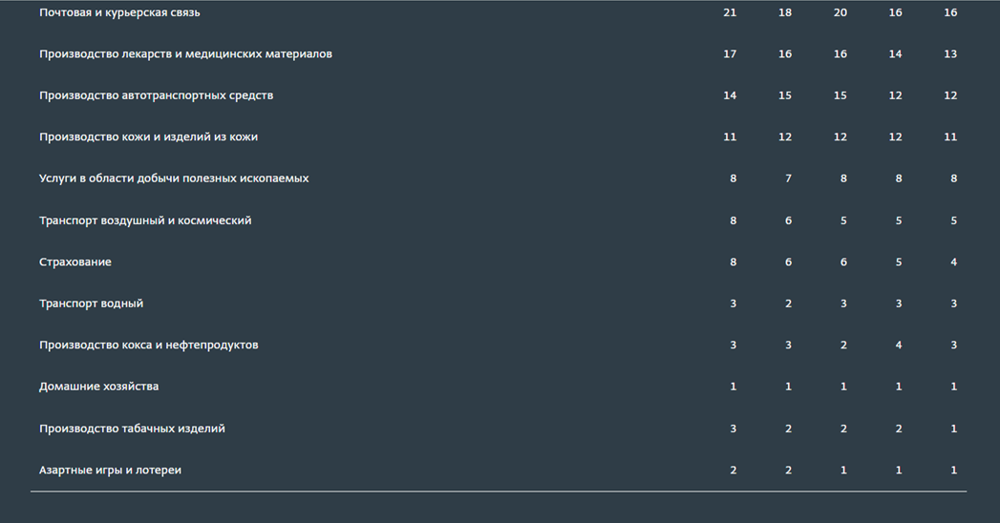 Почтовая и курьерская связь 21 18 20 16 16
Производство лекарств и медицинских материалов 17 16 16 14 13
Производство автотранспортных средств 14 15 15 12 12
Производство кожи и изделий из кожи 11 12 12 12 11
Услуги в области добычи полезных ископаемых 8 7 8 8 8
Транспорт воздушный и космический 8 6 5 5 5
Страхование 8 6 6 5 4
Транспорт водный 3 2 3 3 3
Производство кокса и нефтепродуктов 3 3 2 4 3
Домашние хозяйства 1 1 1 1 1
Производство табачных изделий 3 2 2 2 1
Азартные игры и лотереи 2 2 1 1 1